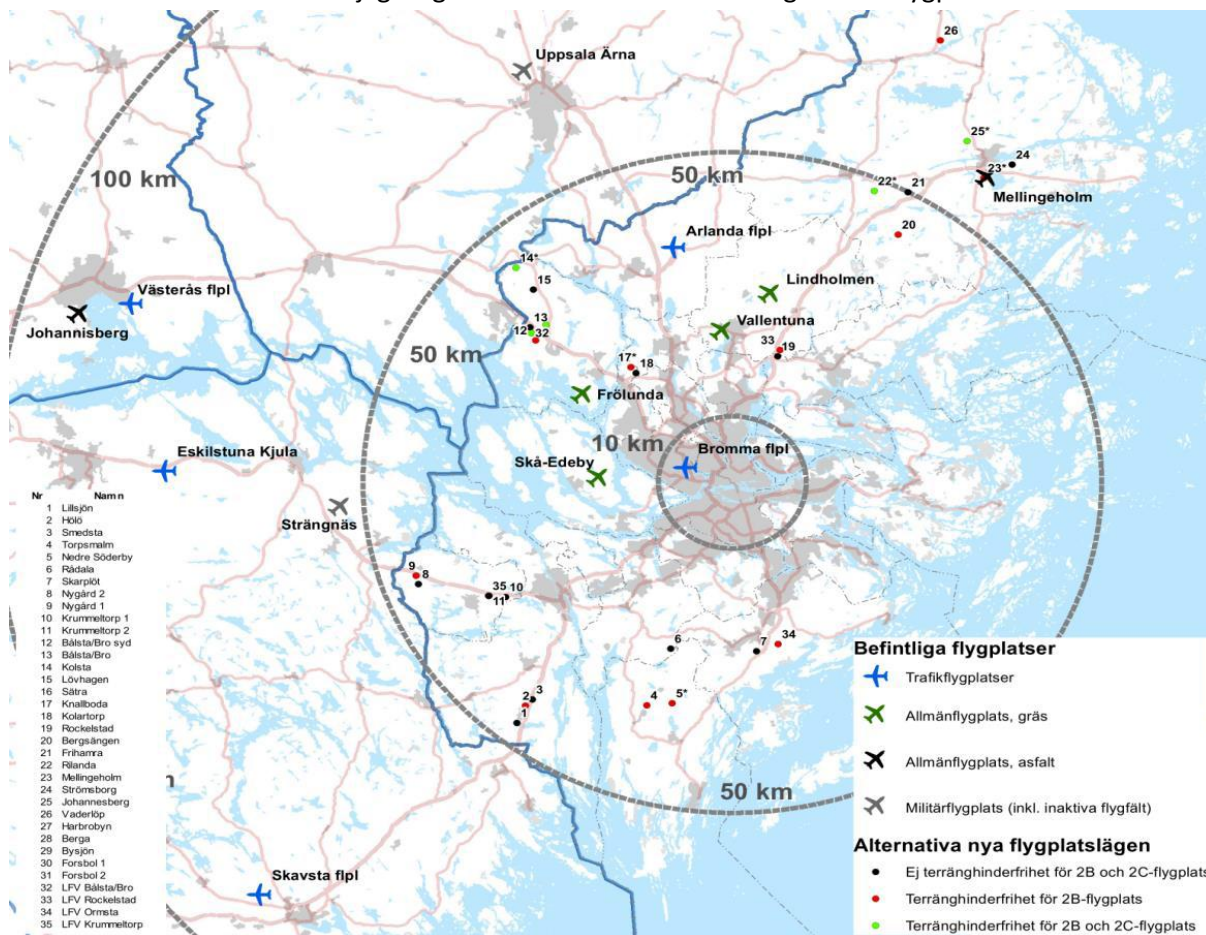 Uppsala Ärna
26
25*
24
23*
Mellingeholm
100 km
50 km
22*
21
20
Arlanda flpl
14*
15
Lindholmen
Västerås flpl
Johannisberg
13
12
32
Vallentuna
33
19
50 km
17*
18
Frölunda
10 km
Bromma flpl
Skå-Edeby
Eskilstuna Kjula
Strängnäs
9
8
35
10
11
6
7
34
2
3
1
4
5*
50 km
Skavsta flpl
Nr Namn
1 Lillsjön
2 Hölö
3 Smedsta
4 Torpsmalm
5 Nedre Söderby
6 Rådala
7 Skarplöt
8 Nygård 2
9 Nygård 1
10 Krummeltorp 1
11 Krummeltorp 2
12 Bålsta/Bro syd
13 Bålsta/Bro
14 Kolsta
15 Lövhagen
16 Sätra
17 Knallboda
18 Kolartorp
19 Rockelstad
20 Bergsängen
21 Frihamra
22 Rilanda
23 Mellingeholm
24 Strömsborg
25 Johannesberg
26 Vaderlöp
27 Harbrobyn
28 Berga
29 Bysjön
30 Forsbol 1
31 Forsbol 2
32 LFV Bålsta/Bro
33 LFV Rockelstad
34 LFV Ormsta
35 LFV Krummeltorp
Befintliga flygplatser
Trafikflygplatser
Allmänflygplats, gräs
Allmänflygplats, asfalt
Militärflygplats (inkl. inaktiva flygfält)
Alternativa nya flygplatslägen
Ej terränghinderfrihet för 2B och 2C-flygplats
Terränghinderfrihet för 2B-flygplats
Terränghinderfrihet för 2B och 2C-flygplats